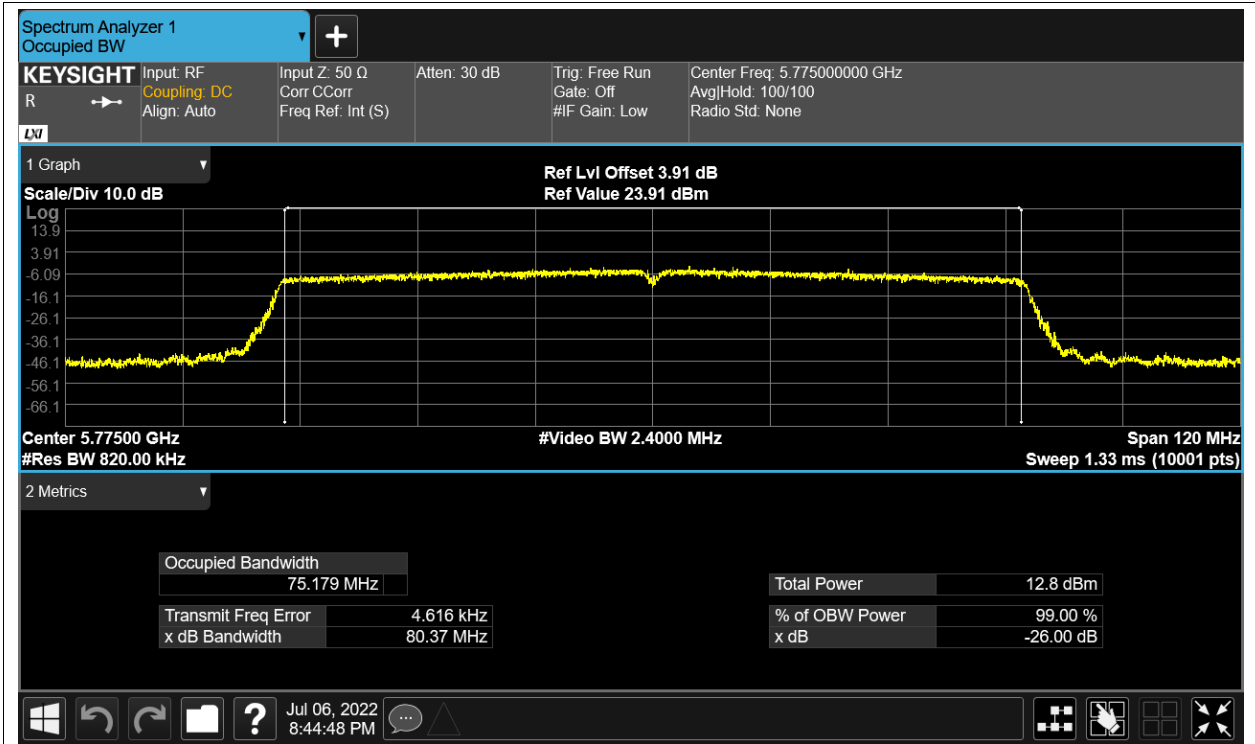 Spectrum Analyzer 1
Occupied BW
KEYSIGHT
R
LXI
Input: RF
Coupling: DC
Align: Auto
Input Z: 50 Ω
Corr CCorr
Freq Ref: Int (S)
Atten: 30 dB
Trig: Free Run
Gate: Off
#IF Gain: Low
Center Freq: 5.775000000 GHz
Avg|Hold: 100/100
Radio Std: None
1 Graph
Scale/Div 10.0 dB
Ref Lvl Offset 3.91 dB
Ref Value 23.91 dBm
Log
13.9
3.91
-6.09
-16.1
-26.1
-36.1
-46.1
-56.1
-66.1
Center 5.77500 GHz
#Res BW 820.00 kHz
#Video BW 2.4000 MHz
Span 120 MHz
Sweep 1.33 ms (10001 pts)
2 Metrics
Occupied Bandwidth
75.179 MHz
Transmit Freq Error 4.616 kHz
x dB Bandwidth 80.37 MHz
Total Power 12.8 dBm
% of OBW Power 99.00 %
x dB -26.00 dB
?
Jul 06, 2022
8:44:48 PM